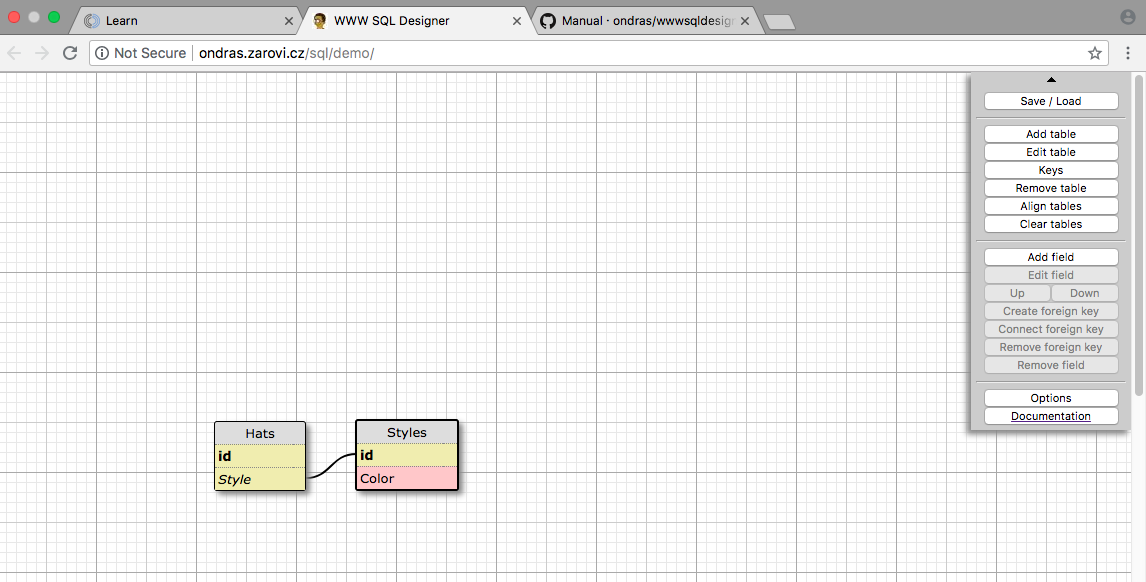 Learn
WWW SQL Designer
Manual · ondras/wwwsqldesign
Not Secure
ondras.zarovi.cz/sql/demo/
Save / Load
Add table
Edit table
Keys
Remove table
Align tables
Clear tables
Add field
Edit field
Up Down
Create foreign key
Connect foreign key
Remove foreign key
Remove field
Options
Documentation
Hats
id
Style
Styles
id
Color